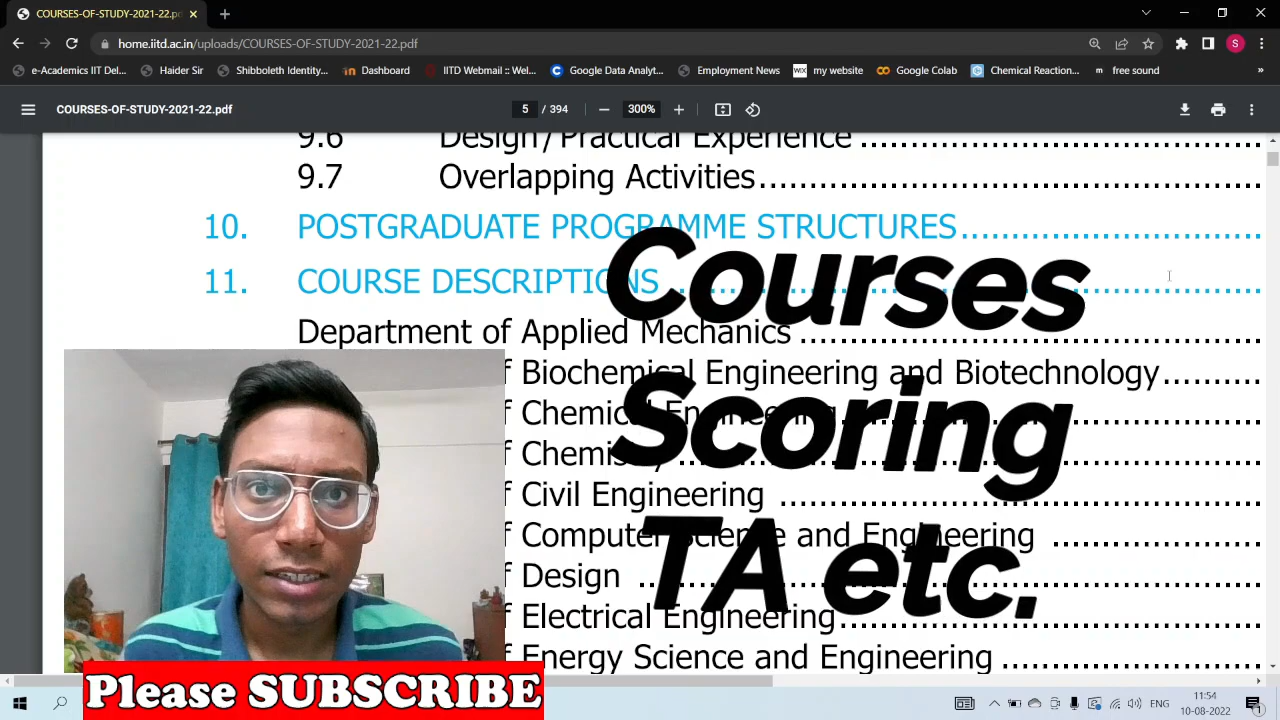 COURSES-OF-STUDY-2021-22.pd
home.iitd.ac.in/uploads/COURSES-OF-STUDY-2021-22.pdf
e-Academics IIT Del... Haider Sir Shibboleth Identity... Dashboard IITD Webmail :: Wel... Google Data Analyt... Employment News my website Google Colab Chemical Reaction... free sound
COURSES-OF-STUDY-2021-22.pdf 5 / 394 300%
9.6 Design/Practical Experience
9.7 Overlapping Activities
10. POSTGRADUATE PROGRAMME STRUCTURES
11. COURSE DESCRIPTIONS
Department of Applied Mechanics
f Biochemical Engineering and Biotechnology
f Chemical Engineering
f Chemistry
f Civil Engineering
f Computer Science and Engineering
f Design
f Electrical Engineering
f Energy Science and Engineering
Courses
Scoring
TA etc.
Please SUBSCRIBE
ENG
11:54
10-08-2022